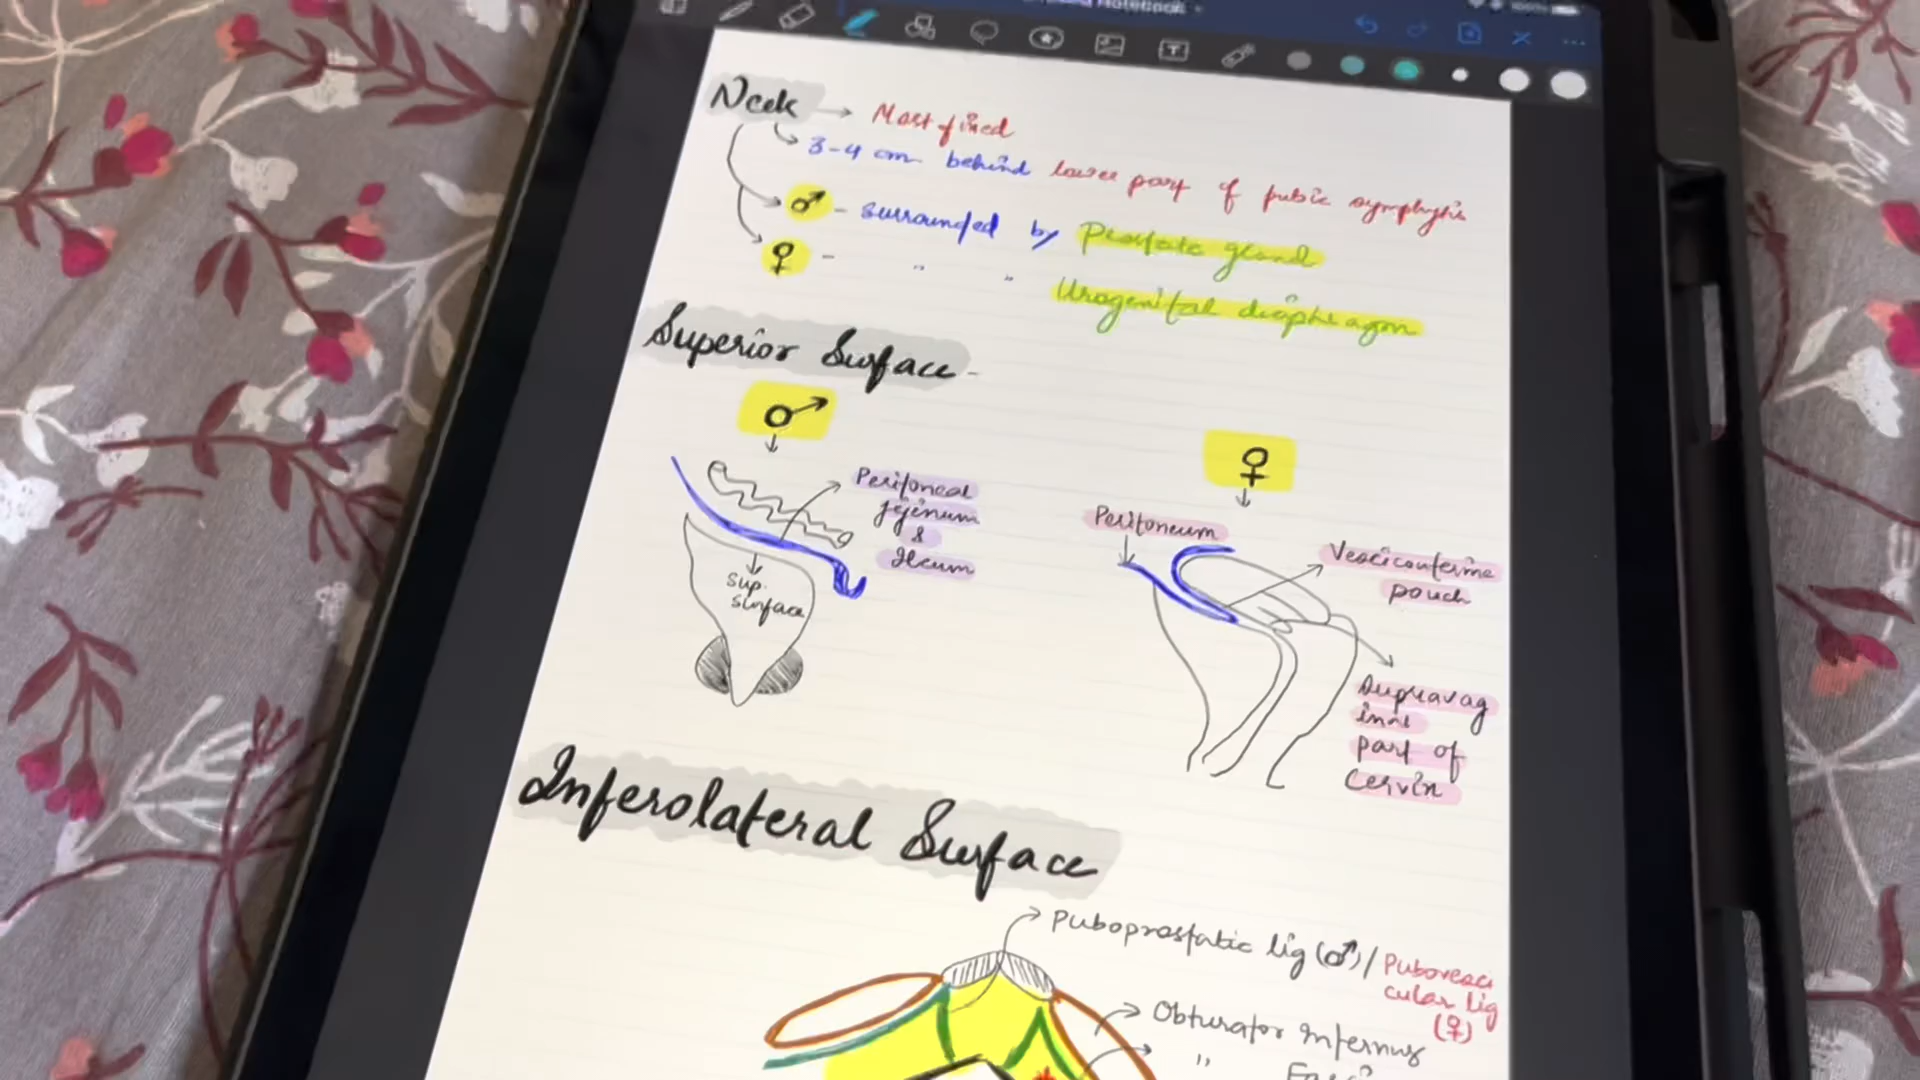 Neck → Most fixed
3-4 cm behind lower part of pubic symphysis
♂ - surrounded by Prostate gland
♀ - " " Urogenital diaphragm
Superior Surface -
♂
Peritoneal
jejenum
&
Ileum
sup.
surface
♀
Peritoneum
Vesicouterine
pouch
Supravag
inal
part of
Cervix
Inferolateral Surface
Puboprostatic lig (♂) / Pubovesi
cular lig
(♀)
Obturator Internus
"